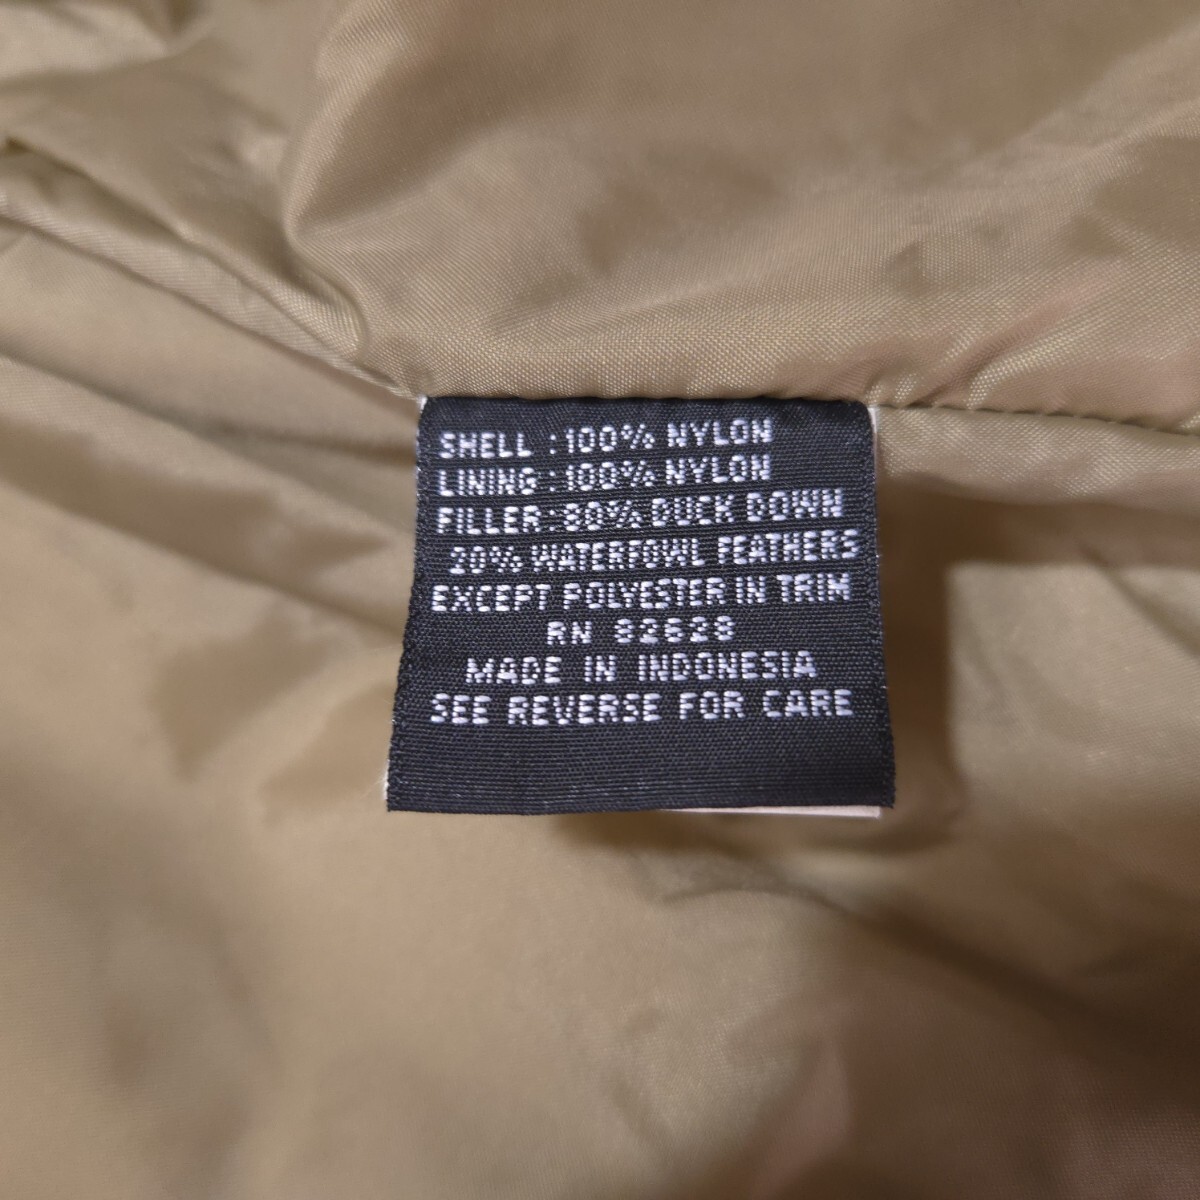 SHELL : 100% NYLON
LINING : 100% NYLON
FILLER : 80% DUCK DOWN
20% WATERFOWL FEATHERS
EXCEPT POLYESTER IN TRIM
RN 82628
MADE IN INDONESIA
SEE REVERSE FOR CARE